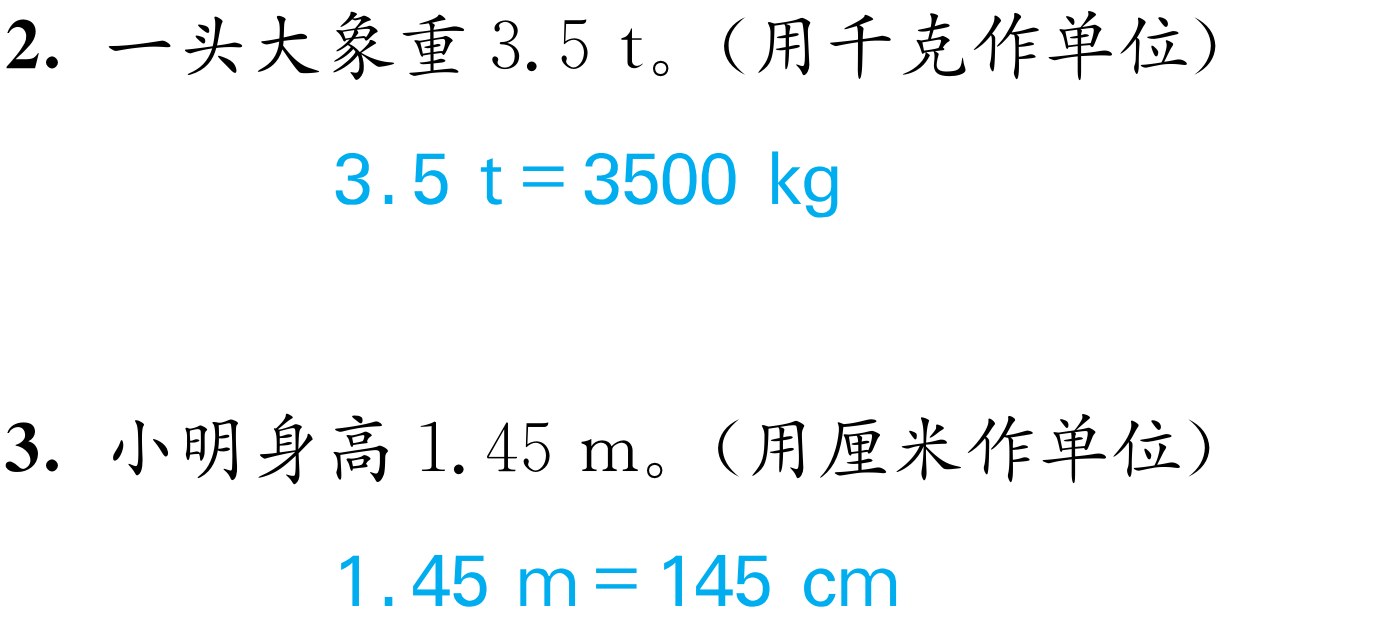 2. 一头大象重 3.5 t。（用千克作单位）
3.5 t=3500 kg
3. 小明身高 1.45 m。（用厘米作单位）
1.45 m=145 cm